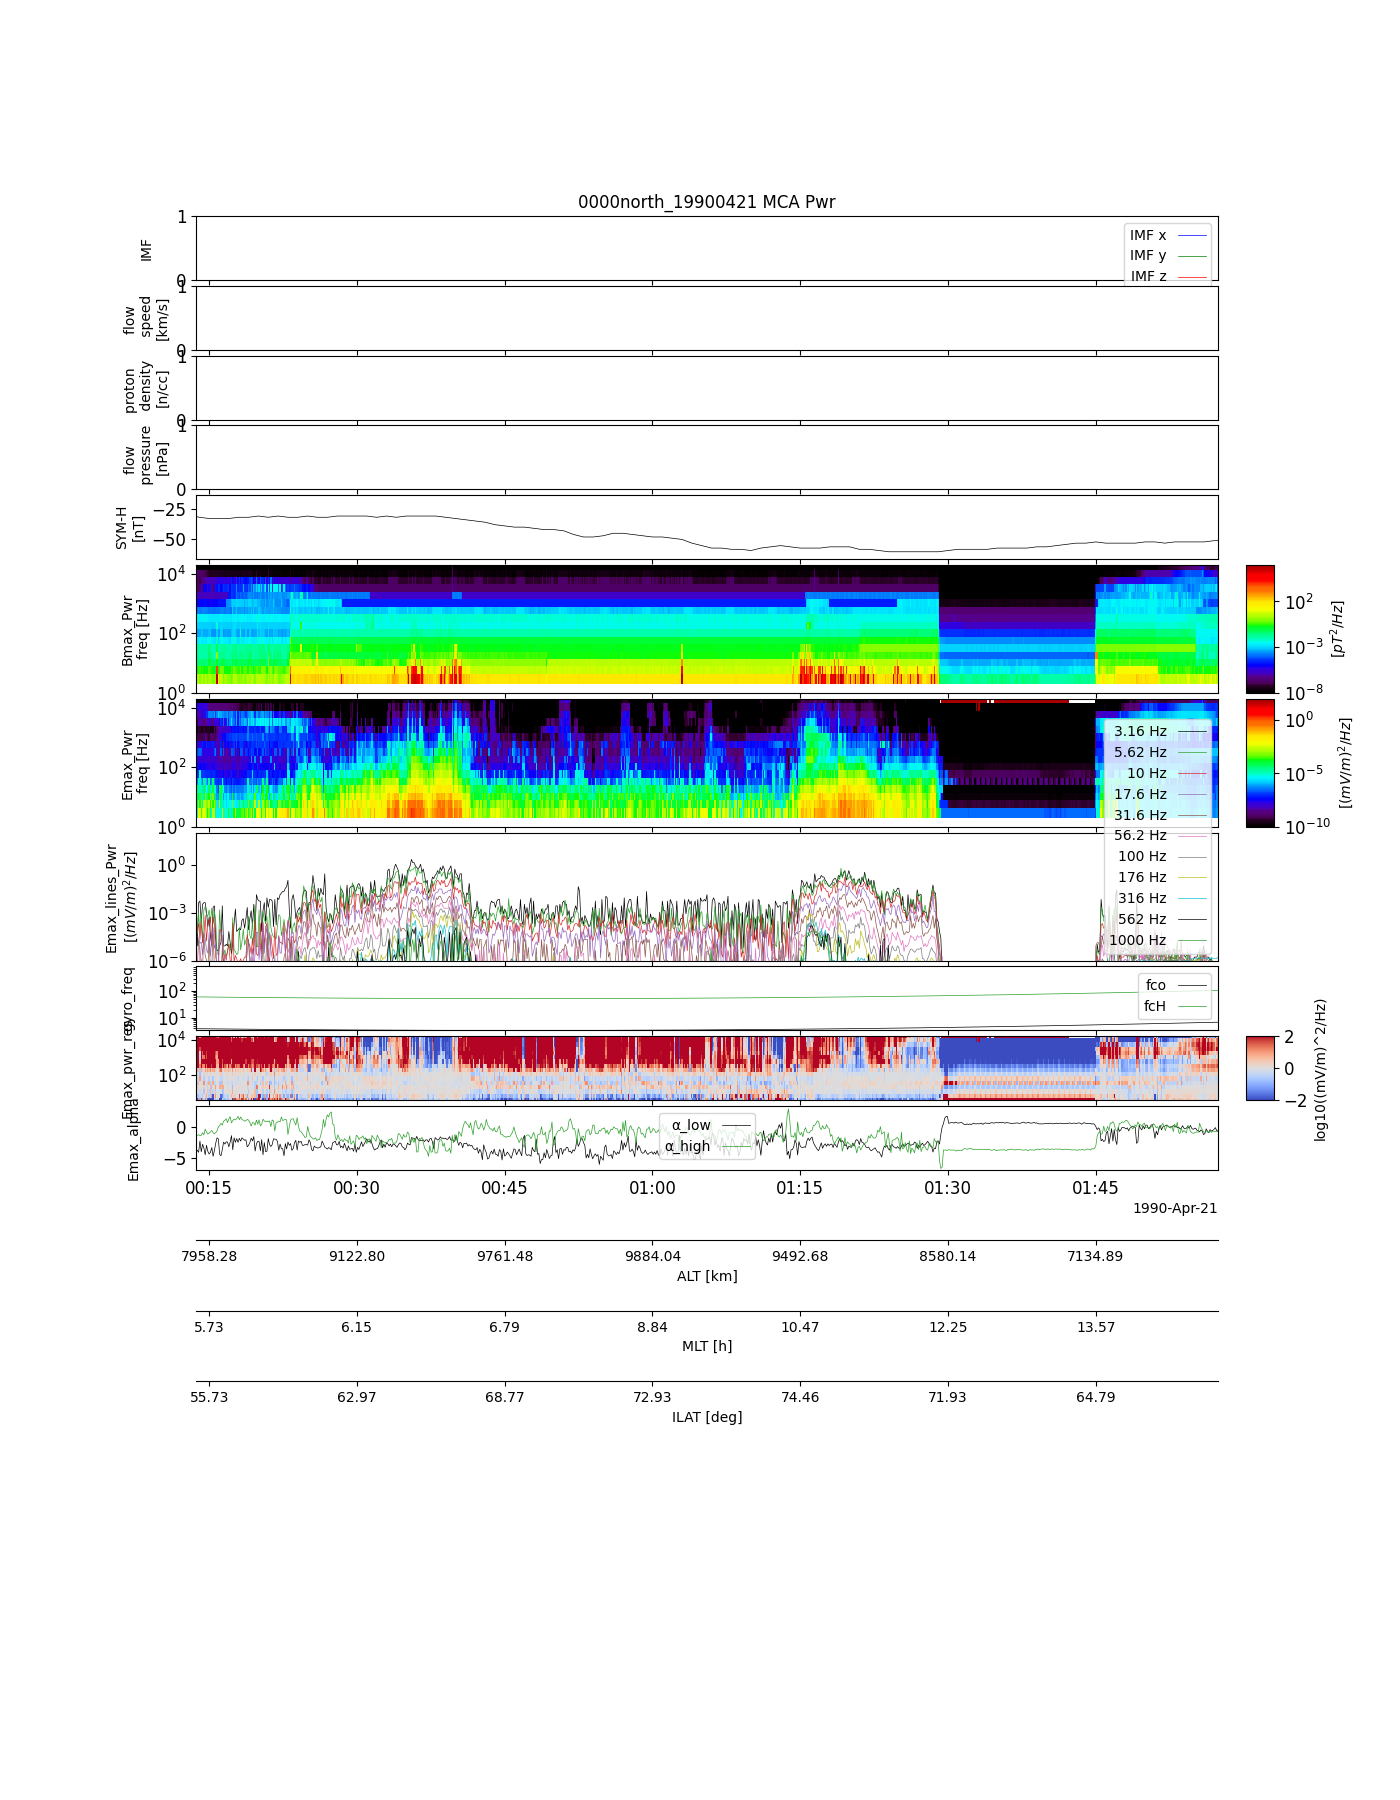 0000north_19900421 MCA Pwr
1
0
IMF
IMF x
IMF y
IMF z
1
0
flow
speed
[km/s]
1
0
proton
density
[n/cc]
1
0
flow
pressure
[nPa]
−25
−50
SYM-H
[nT]
10^4
10^2
10^0
Bmax_Pwr
freq [Hz]
10^2
10^−3
10^−8
[pT^2/Hz]
10^4
10^2
10^0
Emax_Pwr
freq [Hz]
10^0
10^−5
10^−10
[(mV/m)^2/Hz]
3.16 Hz
5.62 Hz
10 Hz
17.6 Hz
31.6 Hz
56.2 Hz
100 Hz
176 Hz
316 Hz
562 Hz
1000 Hz
10^0
10^−3
10^−6
Emax_lines_Pwr
[(mV/m)^2/Hz]
10^2
10^1
gyro_freq
fco
fcH
10^4
10^2
Emax_pwr_reg
2
0
−2
log10((mV/m)^2/Hz)
0
−5
Emax_alpha
α_low
α_high
00:15 00:30 00:45 01:00 01:15 01:30 01:45
1990-Apr-21
7958.28 9122.80 9761.48 9884.04 9492.68 8580.14 7134.89
ALT [km]
5.73 6.15 6.79 8.84 10.47 12.25 13.57
MLT [h]
55.73 62.97 68.77 72.93 74.46 71.93 64.79
ILAT [deg]